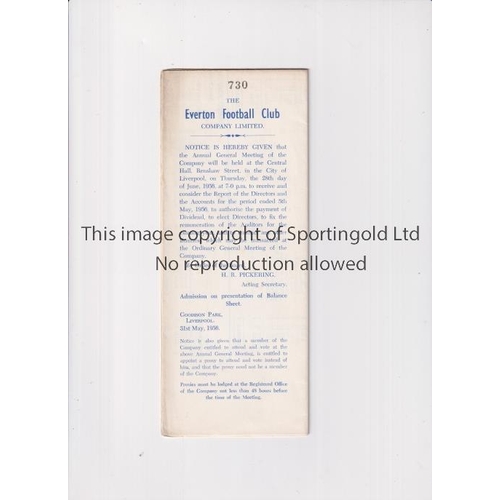 730
THE
Everton Football Club
COMPANY LIMITED.
NOTICE IS HEREBY GIVEN that
the Annual General Meeting of the
Company will be held at the Central
Hall, Renshaw Street, in the City of
Liverpool, on Thursday, the 28th day
of June, 1956, at 7-0 p.m. to receive and
consider the Report of the Directors and
the Accounts for the period ended 5th
May, 1956, to authorise the payment of
Dividend, to elect Directors, to fix the
remuneration of the Auditors for the
This image copyright of Sportingold Ltd
the Ordinary General Meeting of the
Company.
No reproduction allowed
H. B. PICKERING,
Acting Secretary.
Admission on presentation of Balance
Sheet.
GOODISON PARK,
LIVERPOOL.
31st May, 1956.
Notice is also given that a member of the
Company entitled to attend and vote at the
above Annual General Meeting, is entitled to
appoint a proxy to attend and vote instead of
him, and that the proxy need not be a member
of the Company.
Proxies must be lodged at the Registered Office
of the Company not less than 48 hours before
the time of the Meeting.